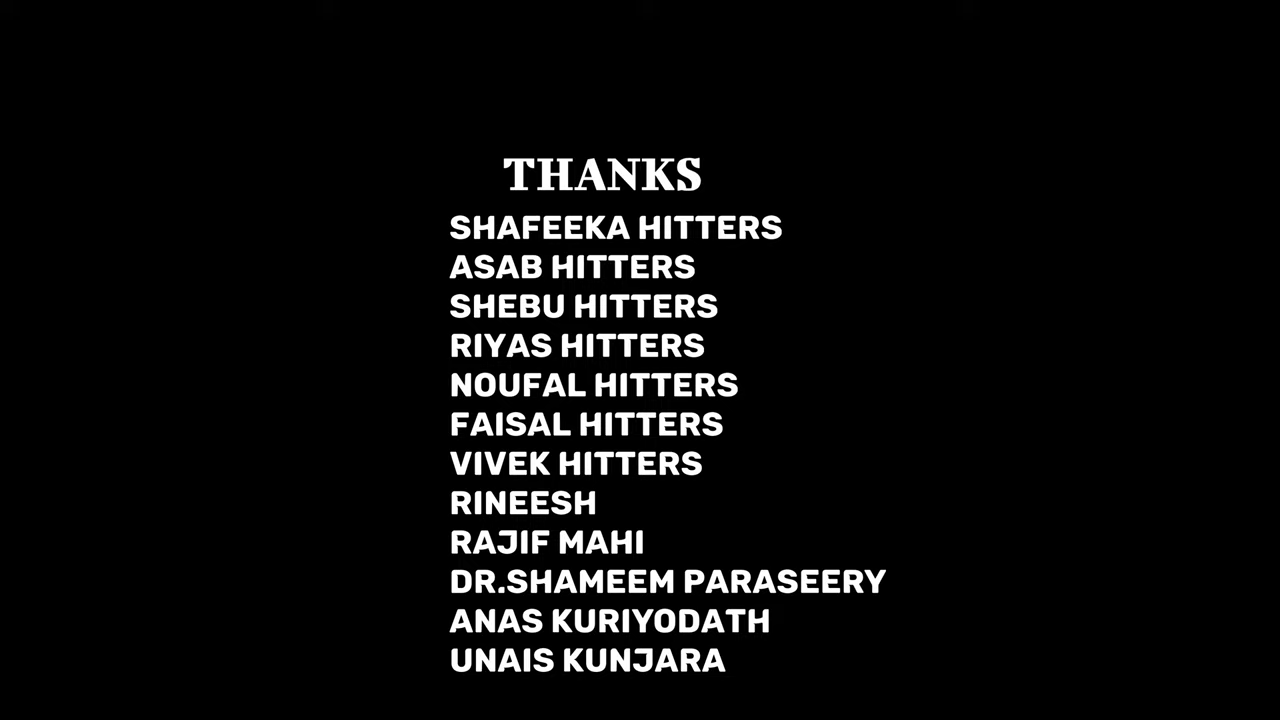 THANKS
SHAFEEKA HITTERS
ASAB HITTERS
SHEBU HITTERS
RIYAS HITTERS
NOUFAL HITTERS
FAISAL HITTERS
VIVEK HITTERS
RINEESH
RAJIF MAHI
DR.SHAMEEM PARASEERY
ANAS KURIYODATH
UNAIS KUNJARA